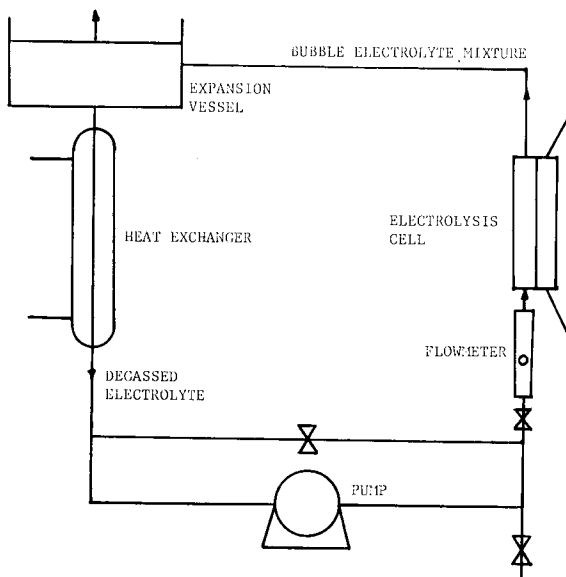 BUBBLE ELECTROLYTE MIXTURE
EXPANSION
VESSEL
HEAT EXCHANGER
ELECTROLYSIS
CELL
FLOWMETER
DEGASSED
ELECTROLYTE
PUMP